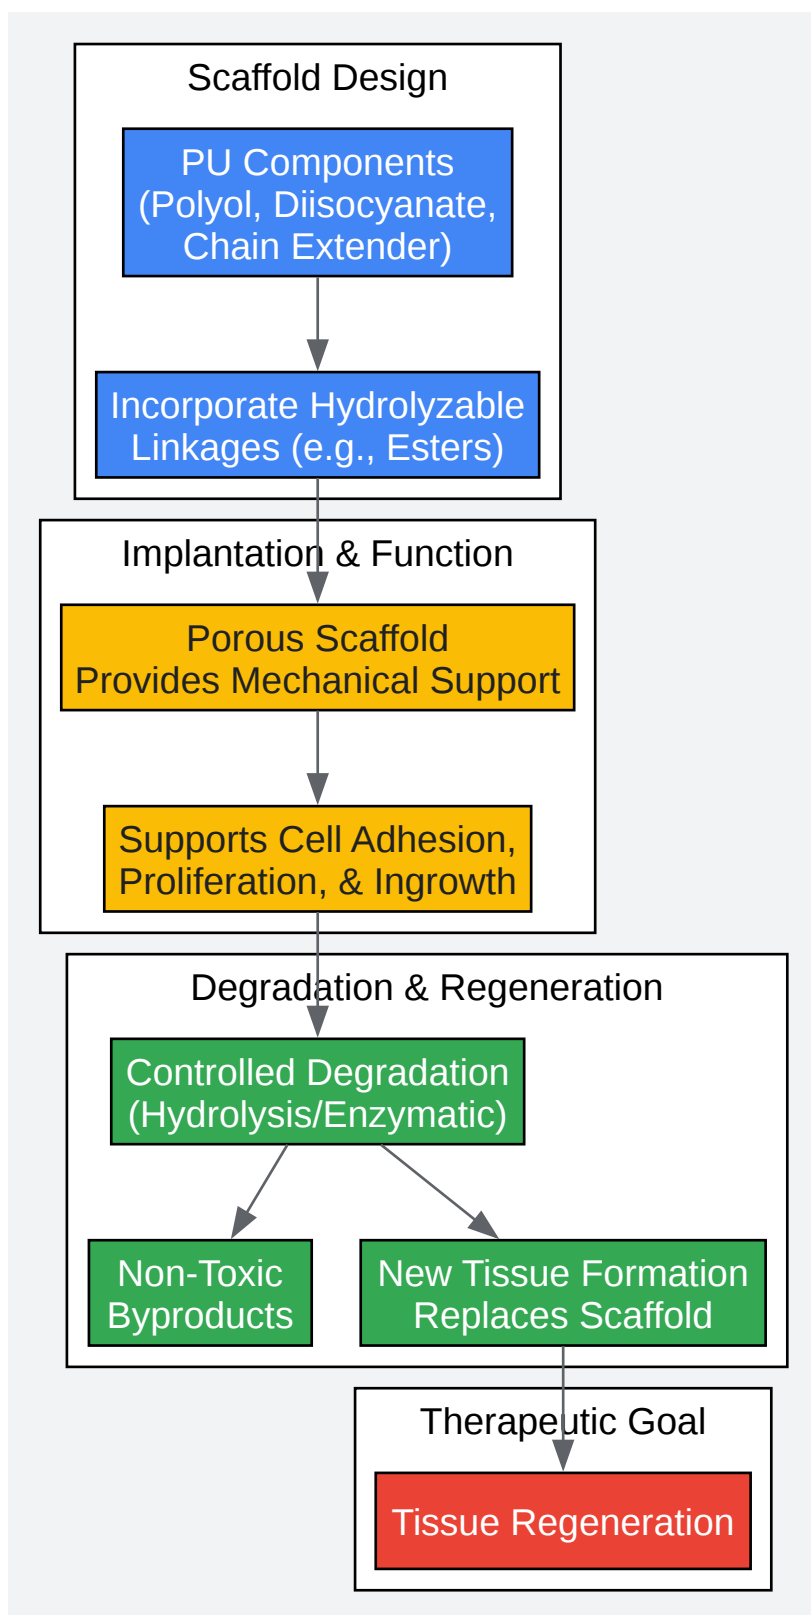 Scaffold Design
PU Components
(Polyol, Diisocyanate,
Chain Extender)
Incorporate Hydrolyzable
Linkages (e.g., Esters)
Implantation & Function
Porous Scaffold
Provides Mechanical Support
Supports Cell Adhesion,
Proliferation, & Ingrowth
Degradation & Regeneration
Controlled Degradation
(Hydrolysis/Enzymatic)
Non-Toxic
Byproducts
New Tissue Formation
Replaces Scaffold
Therapeutic Goal
Tissue Regeneration